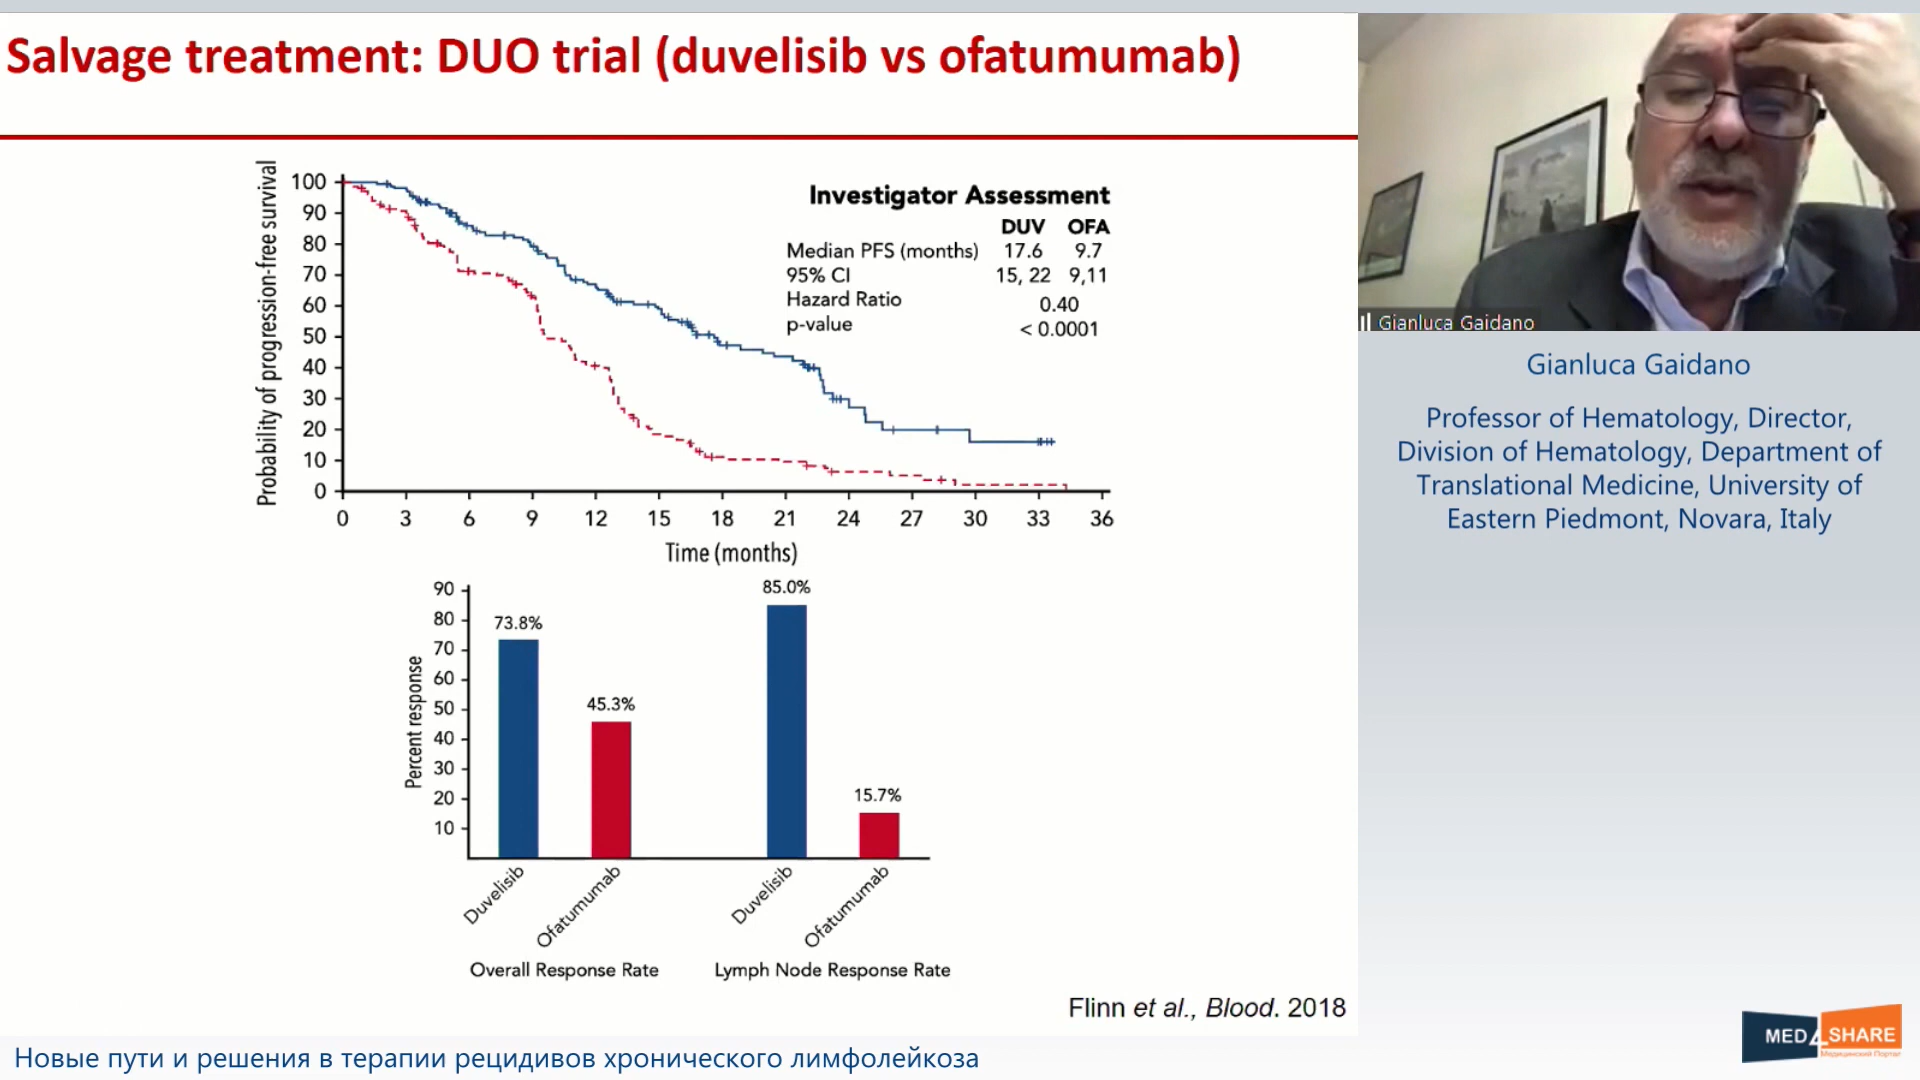 Salvage treatment: DUO trial (duvelisib vs ofatumumab)
Probability of progression-free survival
100
90
80
70
60
50
40
30
20
10
0
Investigator Assessment
DUV OFA
Median PFS (months) 17.6 9.7
95% CI 15, 22 9,11
Hazard Ratio 0.40
p-value < 0.0001
0 3 6 9 12 15 18 21 24 27 30 33 36
Time (months)
Percent response
90
80
70
60
50
40
30
20
10
73.8%
45.3%
85.0%
15.7%
Duvelisib
Ofatumumab
Duvelisib
Ofatumumab
Overall Response Rate
Lymph Node Response Rate
Flinn et al., Blood. 2018
Gianluca Gaidano
Gianluca Gaidano
Professor of Hematology, Director,
Division of Hematology, Department of
Translational Medicine, University of
Eastern Piedmont, Novara, Italy
MED4SHARE
Медицинский Портал
Новые пути и решения в терапии рецидивов хронического лимфолейкоза